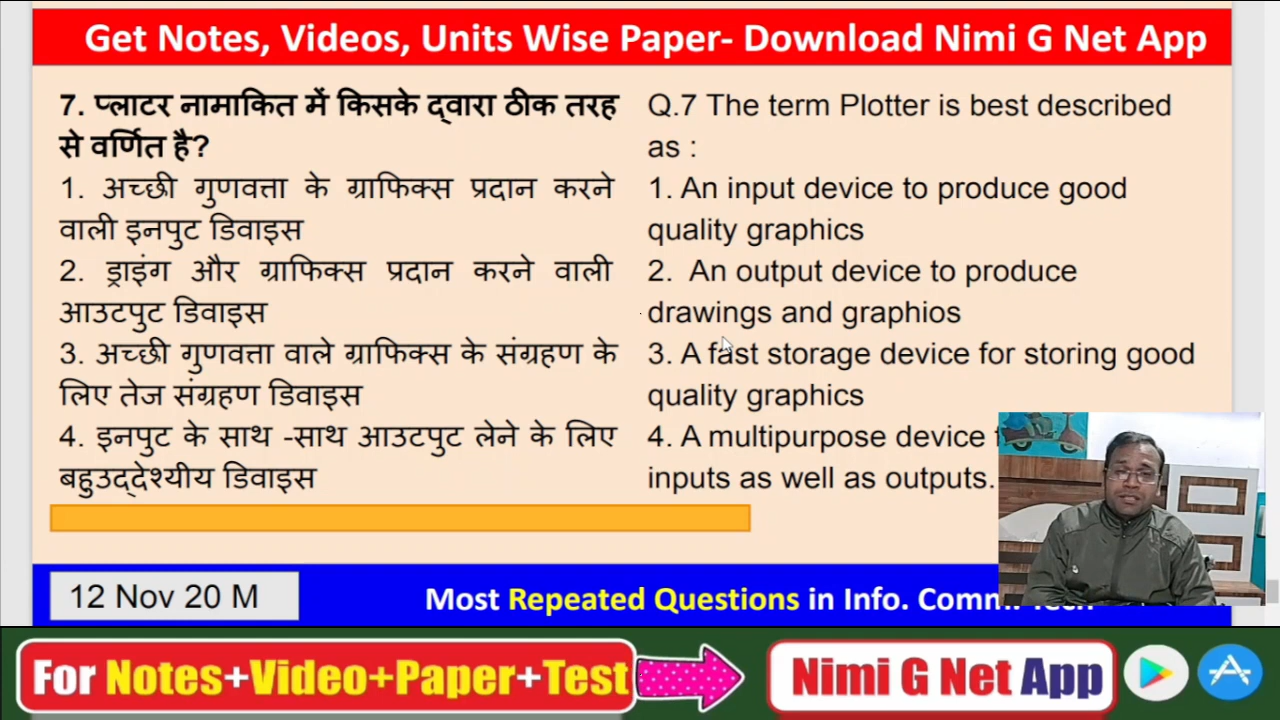 Get Notes, Videos, Units Wise Paper- Download Nimi G Net App
7. प्लाटर नामाकित में किसके द्वारा ठीक तरह
से वर्णित है?
1. अच्छी गुणवत्ता के ग्राफिक्स प्रदान करने
वाली इनपुट डिवाइस
2. ड्राइंग और ग्राफिक्स प्रदान करने वाली
आउटपुट डिवाइस
3. अच्छी गुणवत्ता वाले ग्राफिक्स के संग्रहण के
लिए तेज संग्रहण डिवाइस
4. इनपुट के साथ -साथ आउटपुट लेने के लिए
बहुउद्देश्यीय डिवाइस
Q.7 The term Plotter is best described
as :
1. An input device to produce good
quality graphics
2. An output device to produce
drawings and graphios
3. A fast storage device for storing good
quality graphics
4. A multipurpose device
inputs as well as outputs.
12 Nov 20 M
Most Repeated Questions in Info. Comm.
For Notes+Video+Paper+Test
Nimi G Net App